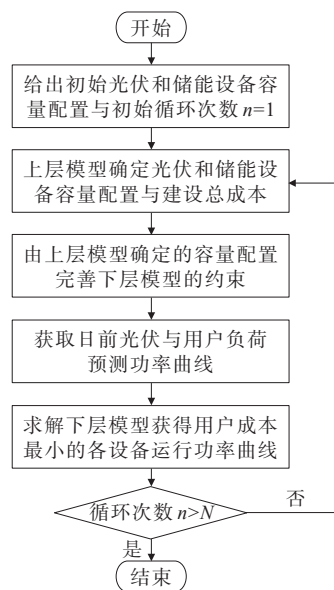 开始
给出初始光伏和储能设备容
量配置与初始循环次数 n=1
上层模型确定光伏和储能设
备容量配置与建设总成本
由上层模型确定的容量配置
完善下层模型的约束
获取日前光伏与用户负荷
预测功率曲线
求解下层模型获得用户成本
最小的各设备运行功率曲线
循环次数 n>N
否
是
结束